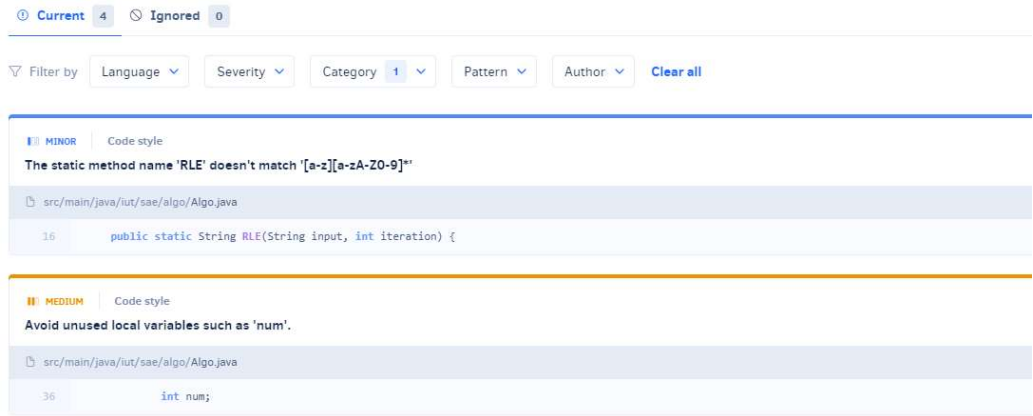 Current 4 Ignored 0
Filter by Language Severity Category 1 Pattern Author Clear all
MINOR Code style
The static method name 'RLE' doesn't match '[a-z][a-zA-Z0-9]*'
src/main/java/iut/sae/algo/Algo.java
16 public static String RLE(String input, int iteration) {
MEDIUM Code style
Avoid unused local variables such as 'num'.
src/main/java/iut/sae/algo/Algo.java
36 int num;